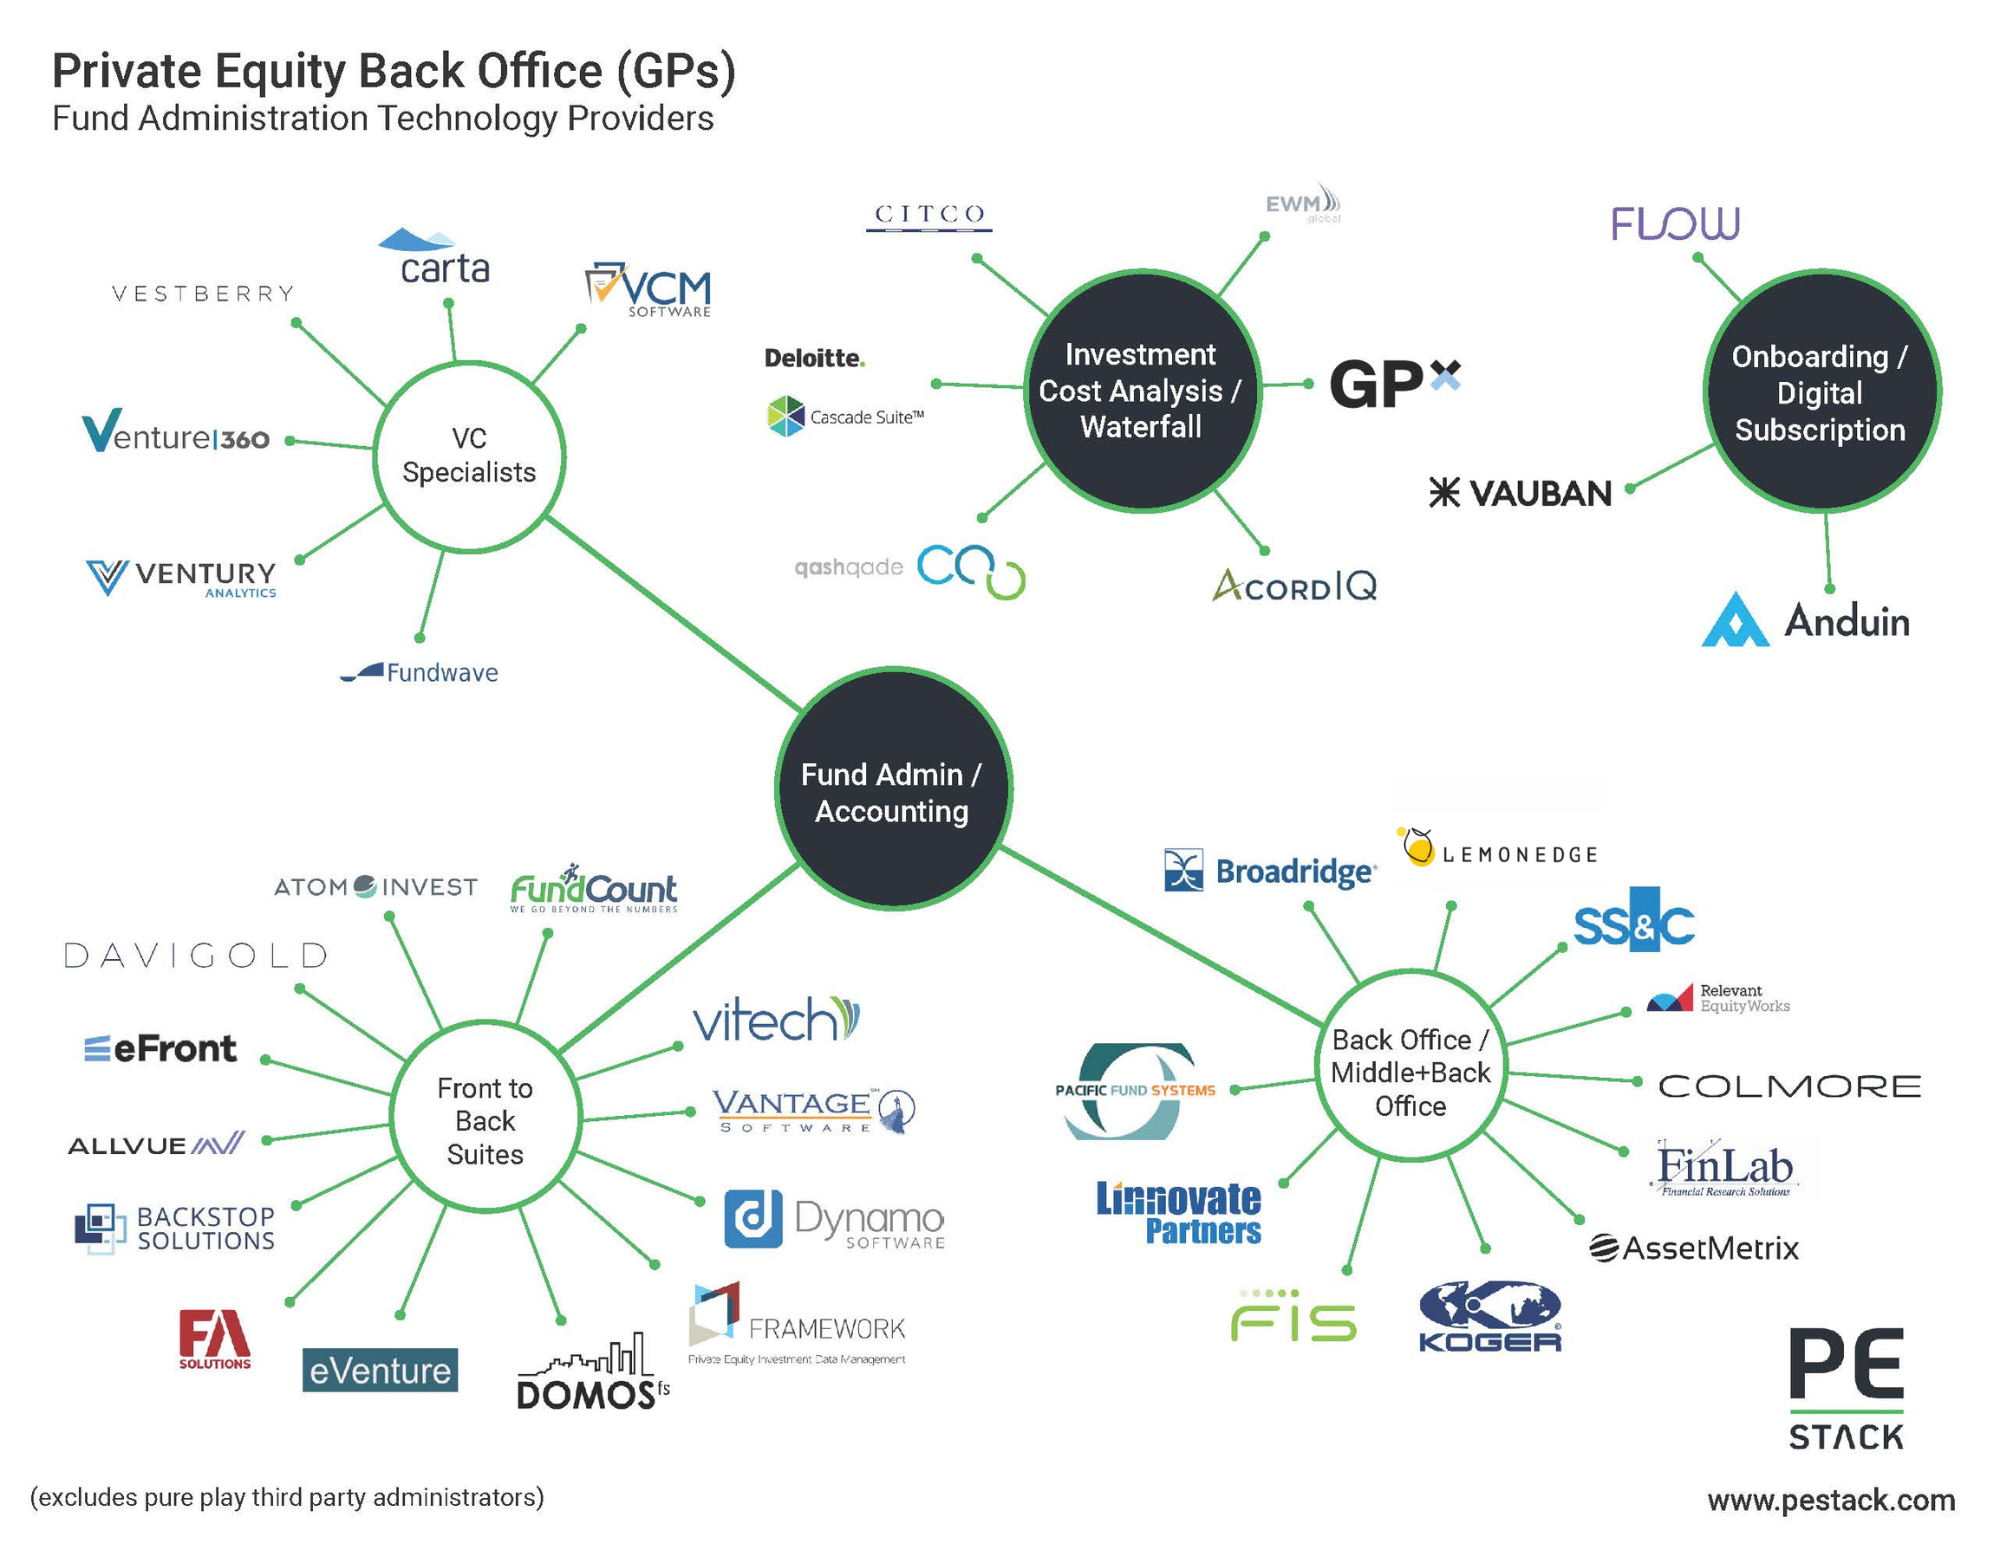 Private Equity Back Office (GPs)
Fund Administration Technology Providers
VESTBERRY
carta
VCM
SOFTWARE
Venture|360
VC
Specialists
VENTURY
ANALYTICS
Fundwave
CITCO
EWM
global
Deloitte.
Cascade Suite™
Investment
Cost Analysis /
Waterfall
GPx
qashqade
ACORDIQ
FLOW
Onboarding /
Digital
Subscription
VAUBAN
Anduin
Fund Admin /
Accounting
ATOMINVEST
FundCount
WE GO BEYOND THE NUMBERS
DAVIGOLD
eFront
ALLVUE
BACKSTOP
SOLUTIONS
FA
SOLUTIONS
eVenture
DOMOSfs
Front to
Back
Suites
vitech
VANTAGE℠
SOFTWARE
Dynamo
SOFTWARE
FRAMEWORK
Private Equity Investment Data Management
Broadridge®
LEMONEDGE
SS&C
Relevant
EquityWorks
COLMORE
FinLab
Financial Research Solutions
AssetMetrix
KOGER®
FIS
Linnovate
Partners
PACIFIC FUND SYSTEMS
Back Office /
Middle+Back
Office
PE
STACK
(excludes pure play third party administrators)
www.pestack.com